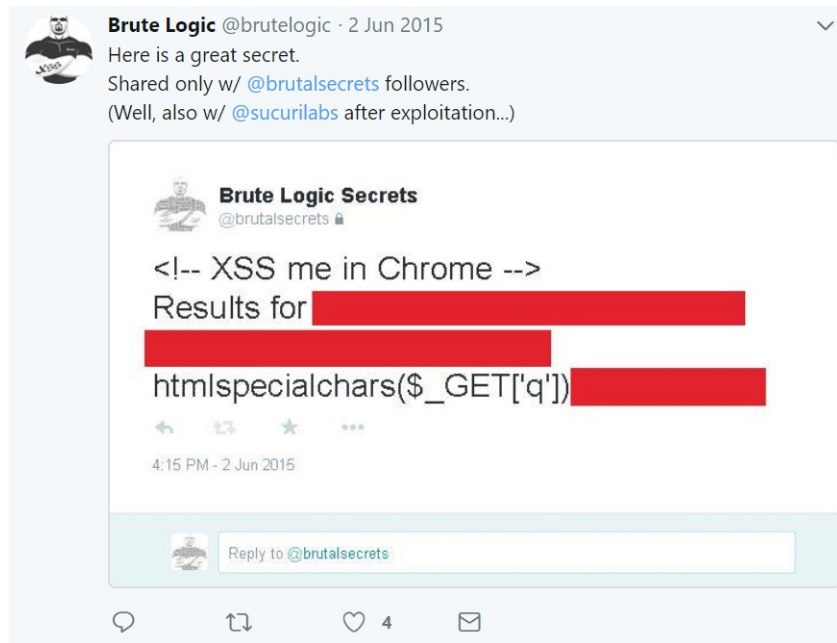 Brute Logic @brutelogic · 2 Jun 2015
Here is a great secret.
Shared only w/ @brutalsecrets followers.
(Well, also w/ @sucurilabs after exploitation...)
Brute Logic Secrets
@brutalsecrets
<!-- XSS me in Chrome -->
Results for
htmlspecialchars($_GET['q'])
4:15 PM - 2 Jun 2015
Reply to @brutalsecrets
4